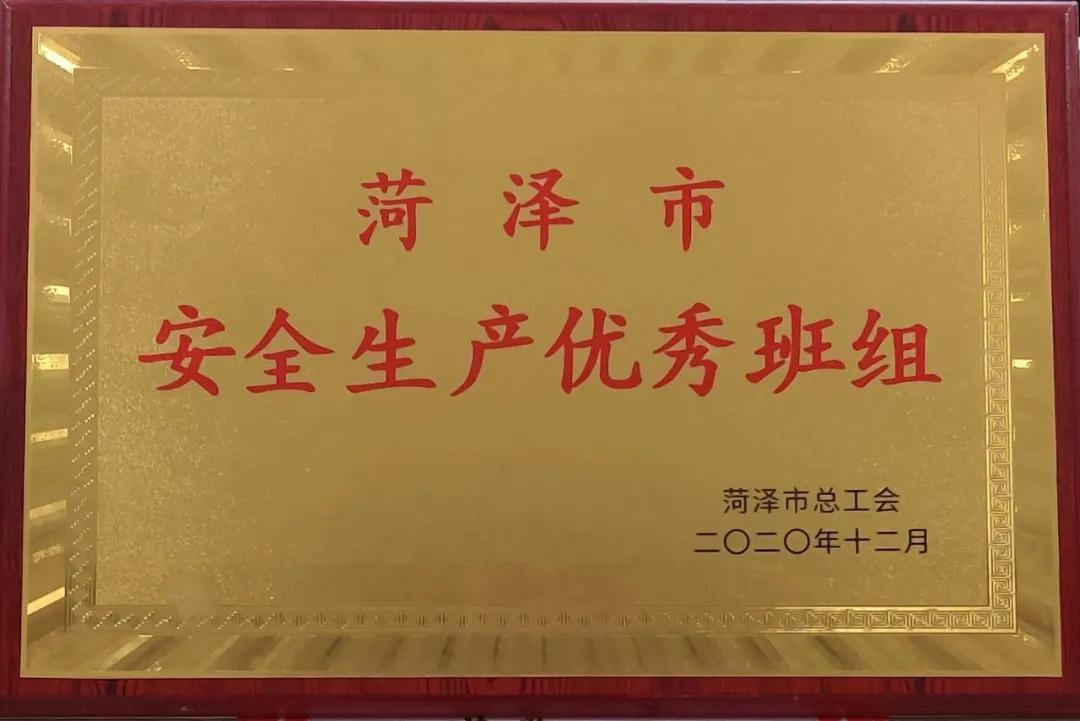 菏泽市
安全生产优秀班组
菏泽市总工会
二〇二〇年十二月